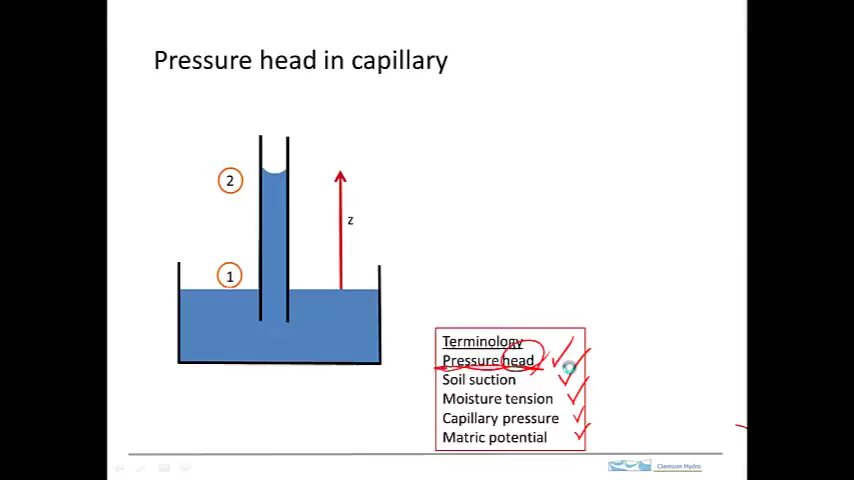 Pressure head in capillary
2
z
1
Terminology
Pressure head
Soil suction
Moisture tension
Capillary pressure
Matric potential
Clemson Hydro